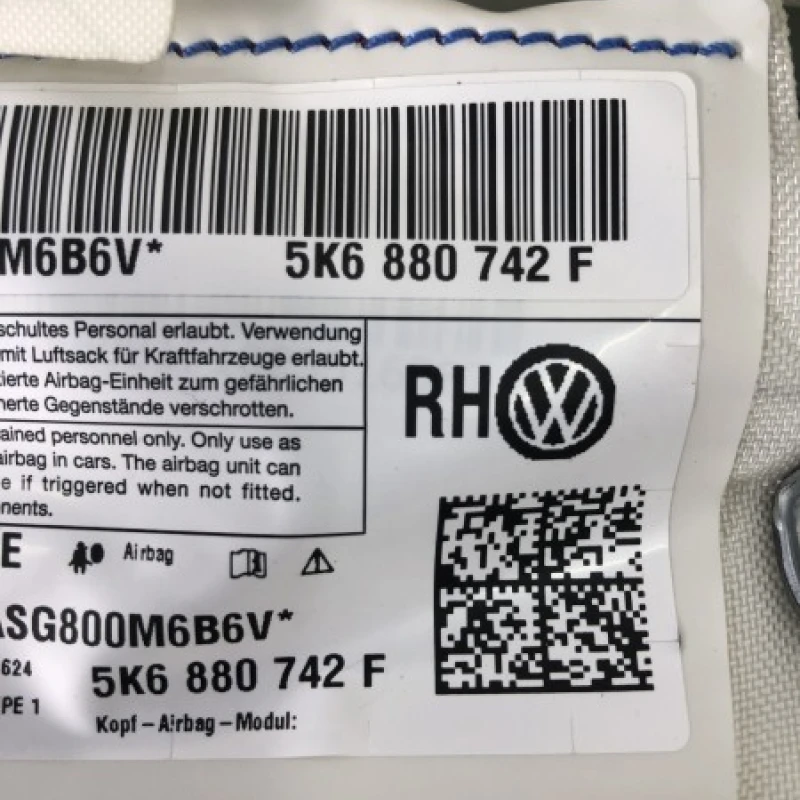 M6B6V* 5K6 880 742 F
schultes Personal erlaubt. Verwendung
mit Luftsack für Kraftfahrzeuge erlaubt.
ierte Airbag-Einheit zum gefährlichen
nerte Gegenstände verschrotten.
ained personnel only. Only use as
airbag in cars. The airbag unit can
e if triggered when not fitted.
nents.
RH
E Airbag
SG800M6B6V*
624 5K6 880 742 F
PE 1
Kopf-Airbag-Modul: